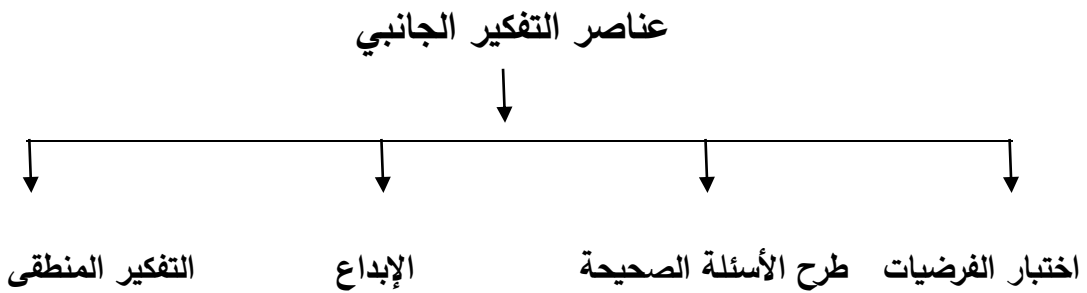 عناصر التفكير الجانبي
اختبار الفرضيات طرح الأسئلة الصحيحة الإبداع التفكير المنطقى